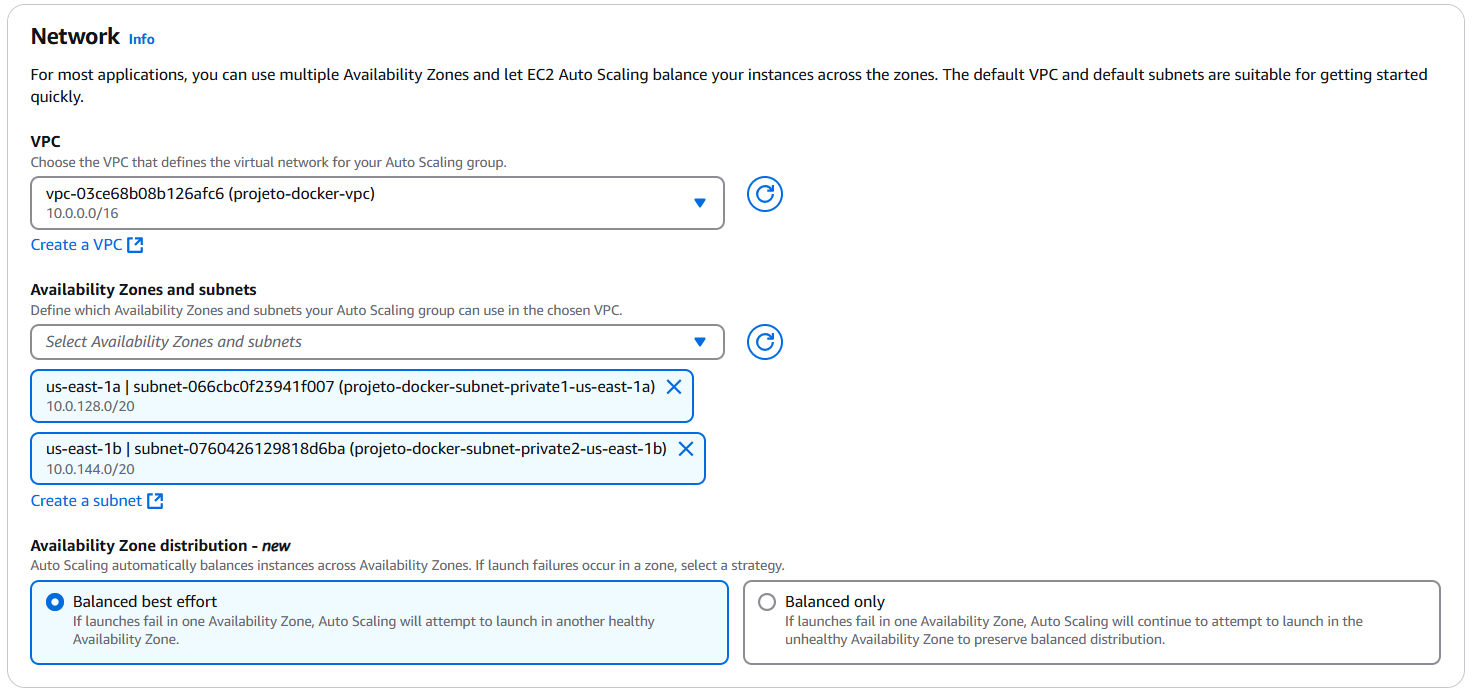 Network Info
For most applications, you can use multiple Availability Zones and let EC2 Auto Scaling balance your instances across the zones. The default VPC and default subnets are suitable for getting started
quickly.
VPC
Choose the VPC that defines the virtual network for your Auto Scaling group.
vpc-03ce68b08b126afc6 (projeto-docker-vpc)
10.0.0.0/16
Create a VPC
Availability Zones and subnets
Define which Availability Zones and subnets your Auto Scaling group can use in the chosen VPC.
Select Availability Zones and subnets
us-east-1a | subnet-066cbc0f23941f007 (projeto-docker-subnet-private1-us-east-1a)
10.0.128.0/20
us-east-1b | subnet-0760426129818d6ba (projeto-docker-subnet-private2-us-east-1b)
10.0.144.0/20
Create a subnet
Availability Zone distribution - new
Auto Scaling automatically balances instances across Availability Zones. If launch failures occur in a zone, select a strategy.
Balanced best effort
If launches fail in one Availability Zone, Auto Scaling will attempt to launch in another healthy
Availability Zone.
Balanced only
If launches fail in one Availability Zone, Auto Scaling will continue to attempt to launch in the
unhealthy Availability Zone to preserve balanced distribution.